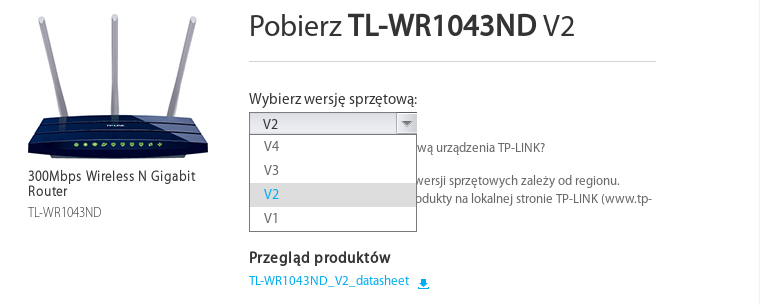 Pobierz TL-WR1043ND V2
TP-LINK
300Mbps Wireless N Gigabit
Router
TL-WR1043ND
Wybierz wersję sprzętową:
V2
V4
V3
V2
V1
wą urządzenia TP-LINK?
wersji sprzętowych zależy od regionu.
odukty na lokalnej stronie TP-LINK (www.tp-
Przegląd produktów
TL-WR1043ND_V2_datasheet